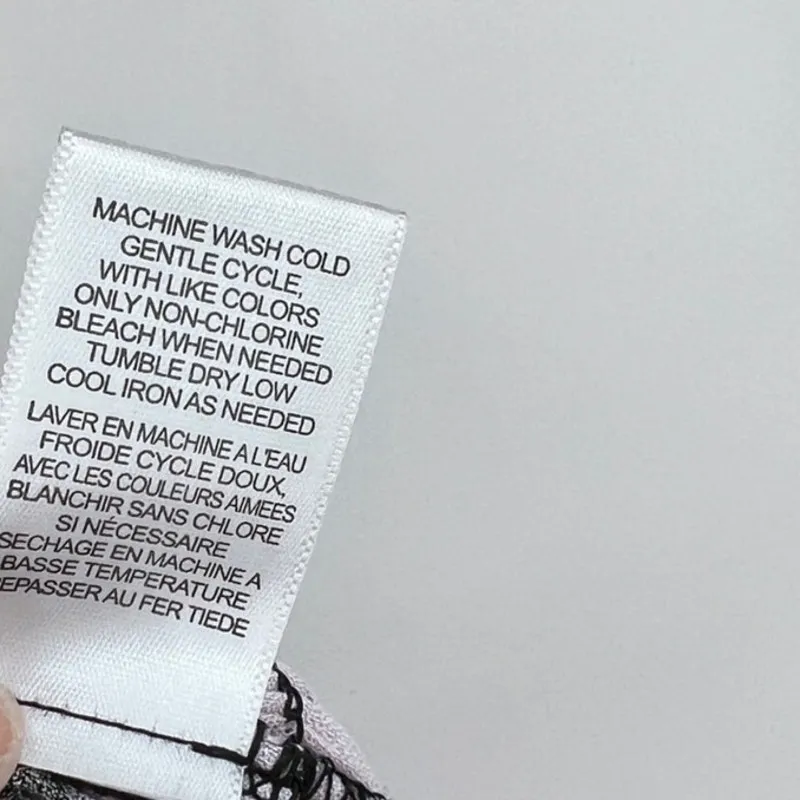 MACHINE WASH COLD
GENTLE CYCLE,
WITH LIKE COLORS
ONLY NON-CHLORINE
BLEACH WHEN NEEDED
TUMBLE DRY LOW
COOL IRON AS NEEDED
LAVER EN MACHINE A L'EAU
FROIDE CYCLE DOUX,
AVEC LES COULEURS AIMEES
BLANCHIR SANS CHLORE
SI NÉCESSAIRE
SECHAGE EN MACHINE A
BASSE TEMPERATURE
EPASSER AU FER TIEDE